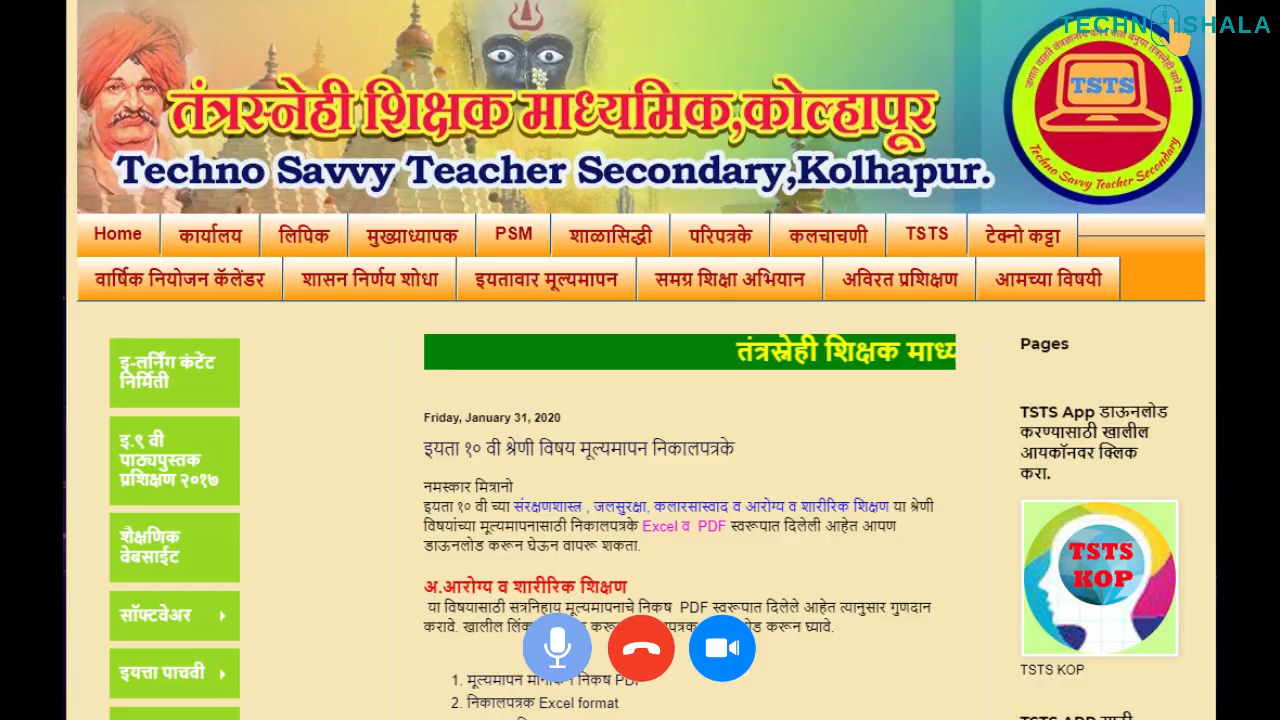 TECHNOSHALA
जगात वाहते तंत्रज्ञानाचे वारे
तंत्रस्नेही शिक्षक माध्यमिक,कोल्हापूर
Techno Savvy Teacher Secondary,Kolhapur.
TSTS
Techno Savvy Teacher Secondary
Home कार्यालय लिपिक मुख्याध्यापक PSM शाळासिद्धी परिपत्रके कलचाचणी TSTS टेक्नो कट्टा
वार्षिक नियोजन कॅलेंडर शासन निर्णय शोधा इयतावार मूल्यमापन समग्र शिक्षा अभियान अविरत प्रशिक्षण आमच्या विषयी
इ-लर्निंग कंटेंट
निर्मिती
इ.९ वी
पाठ्यपुस्तक
प्रशिक्षण २०१७
शैक्षणिक
वेबसाईट
सॉफ्टवेअर
इयत्ता पाचवी
तंत्रस्नेही शिक्षक माध्य
Friday, January 31, 2020
इयता १० वी श्रेणी विषय मूल्यमापन निकालपत्रके
नमस्कार मित्रानो
इयता १० वी च्या संरक्षणशास्त्र , जलसुरक्षा, कलारसास्वाद व आरोग्य व शारीरिक शिक्षण या श्रेणी
विषयांच्या मूल्यमापनासाठी निकालपत्रके Excel व PDF स्वरूपात दिलेली आहेत आपण
डाऊनलोड करून घेऊन वापरू शकता.
अ.आरोग्य व शारीरिक शिक्षण
या विषयासाठी सत्रनिहाय मूल्यमापनाचे निकष PDF स्वरूपात दिलेले आहेत त्यानुसार गुणदान
करावे. खालील करून घ्यावे.
1. मूल्यमापन निकष PDF
2. निकालपत्रक Excel format
Pages
TSTS App डाऊनलोड
करण्यासाठी खालील
आयकॉनवर क्लिक
करा.
TSTS
KOP
TSTS KOP